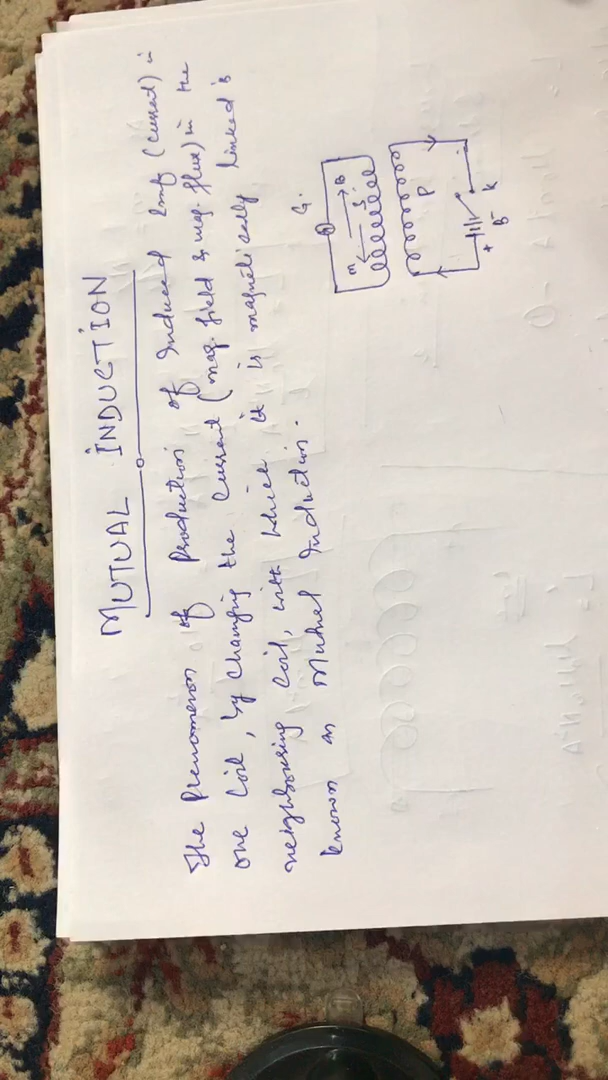 MUTUAL INDUCTION
The Phenomenon of Production of Induced Emf (current) in
one coil, by changing the current (mag. field & mag. flux) in the
neighbouring coil, with which it is magnetically linked is
known as Mutual Induction.
G.
m B
S
P
+ B- K